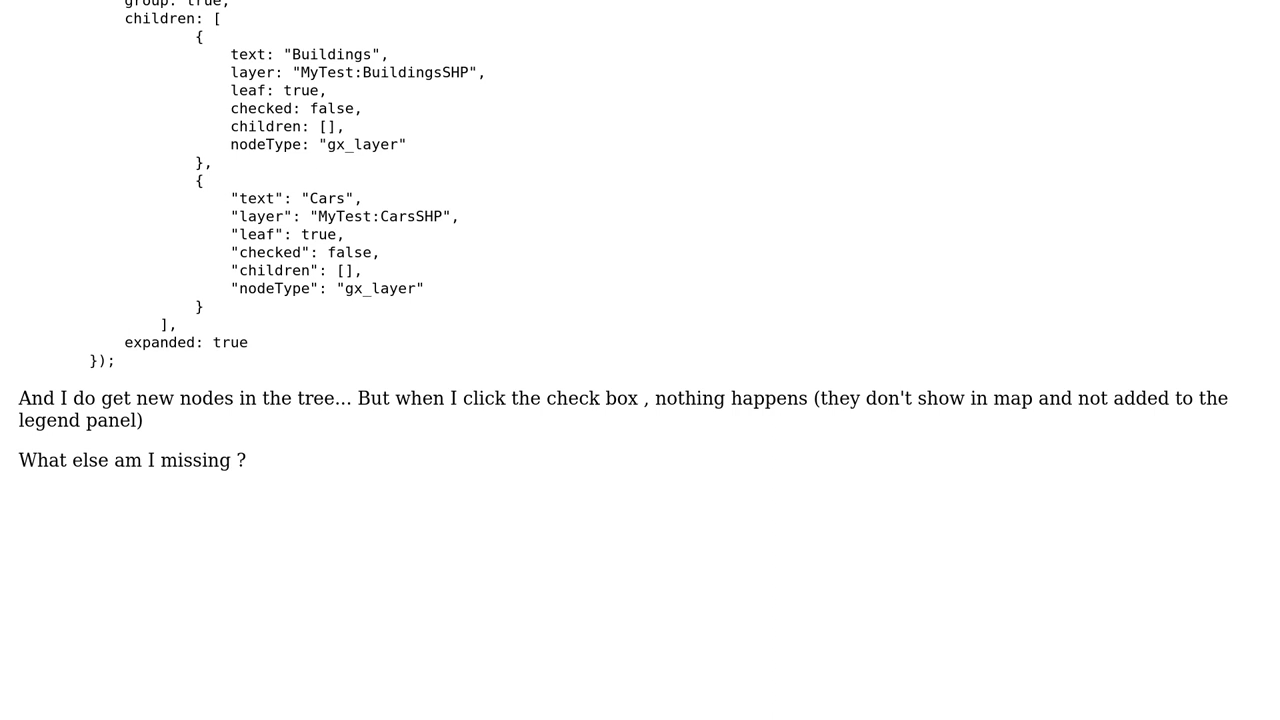 group: true,
children: [
{
text: "Buildings",
layer: "MyTest:BuildingsSHP",
leaf: true,
checked: false,
children: [],
nodeType: "gx_layer"
},
{
"text": "Cars",
"layer": "MyTest:CarsSHP",
"leaf": true,
"checked": false,
"children": [],
"nodeType": "gx_layer"
}
],
expanded: true
});
And I do get new nodes in the tree... But when I click the check box , nothing happens (they don't show in map and not added to the
legend panel)
What else am I missing ?